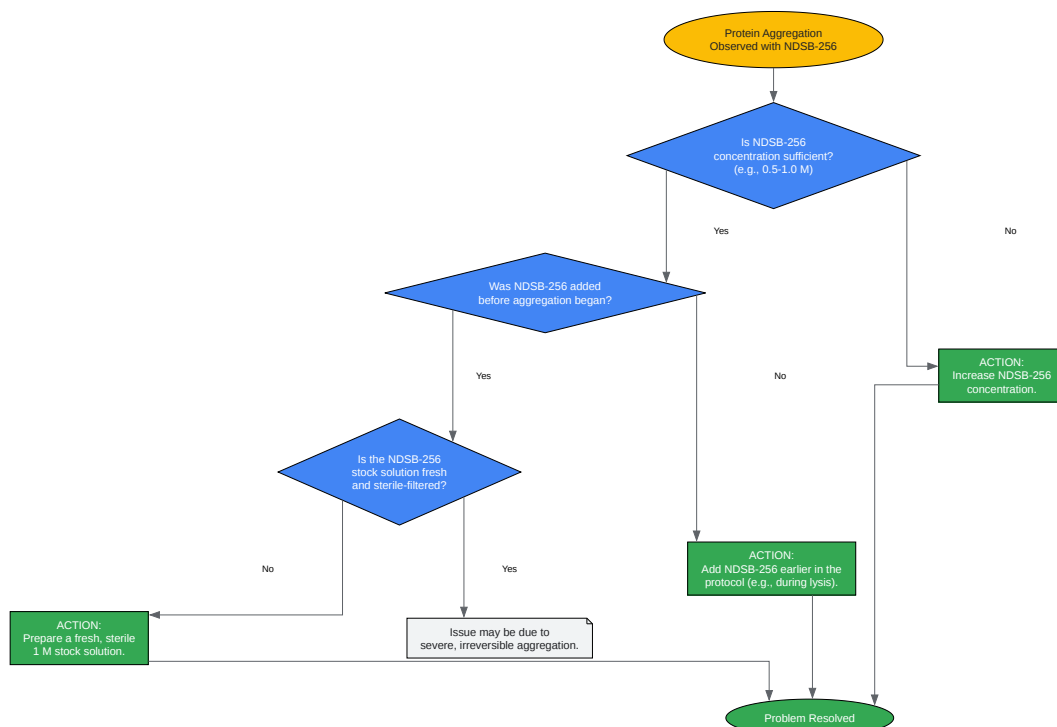 Protein Aggregation
Observed with NDSB-256
Is NDSB-256
concentration sufficient?
(e.g., 0.5-1.0 M)
Yes
No
Was NDSB-256 added
before aggregation began?
Yes
No
ACTION:
Increase NDSB-256
concentration.
Is the NDSB-256
stock solution fresh
and sterile-filtered?
No
Yes
ACTION:
Add NDSB-256 earlier in the
protocol (e.g., during lysis).
ACTION:
Prepare a fresh, sterile
1 M stock solution.
Issue may be due to
severe, irreversible aggregation.
Problem Resolved